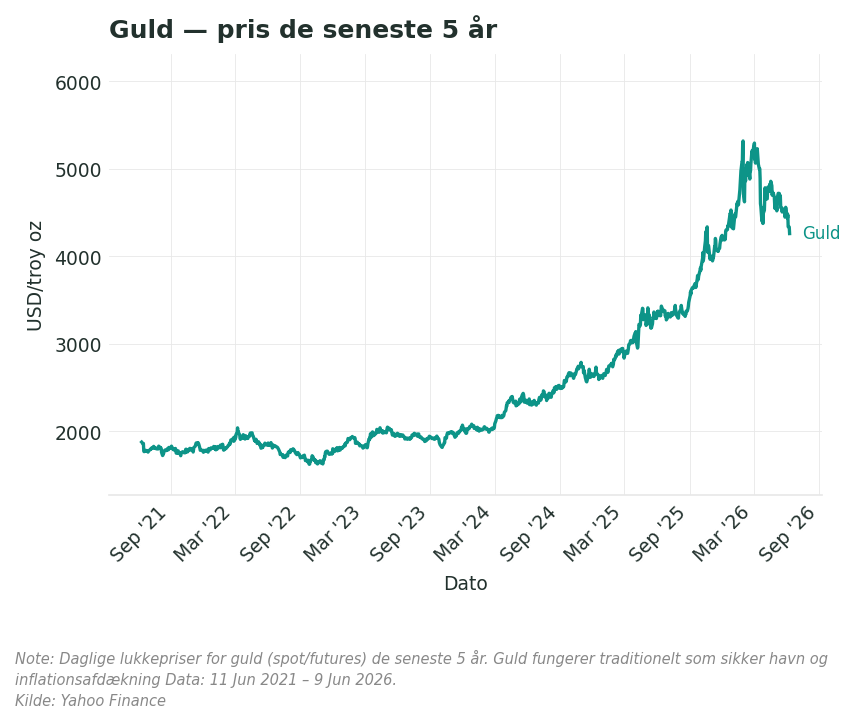 Guld — pris de seneste 5 år
6000
5000
4000
3000
2000
USD/troy oz
Guld
Sep '21
Mar '22
Sep '22
Mar '23
Sep '23
Mar '24
Sep '24
Mar '25
Sep '25
Mar '26
Sep '26
Dato
Note: Daglige lukkepriser for guld (spot/futures) de seneste 5 år. Guld fungerer traditionelt som sikker havn og
inflationsafdækning Data: 11 Jun 2021 – 9 Jun 2026.
Kilde: Yahoo Finance